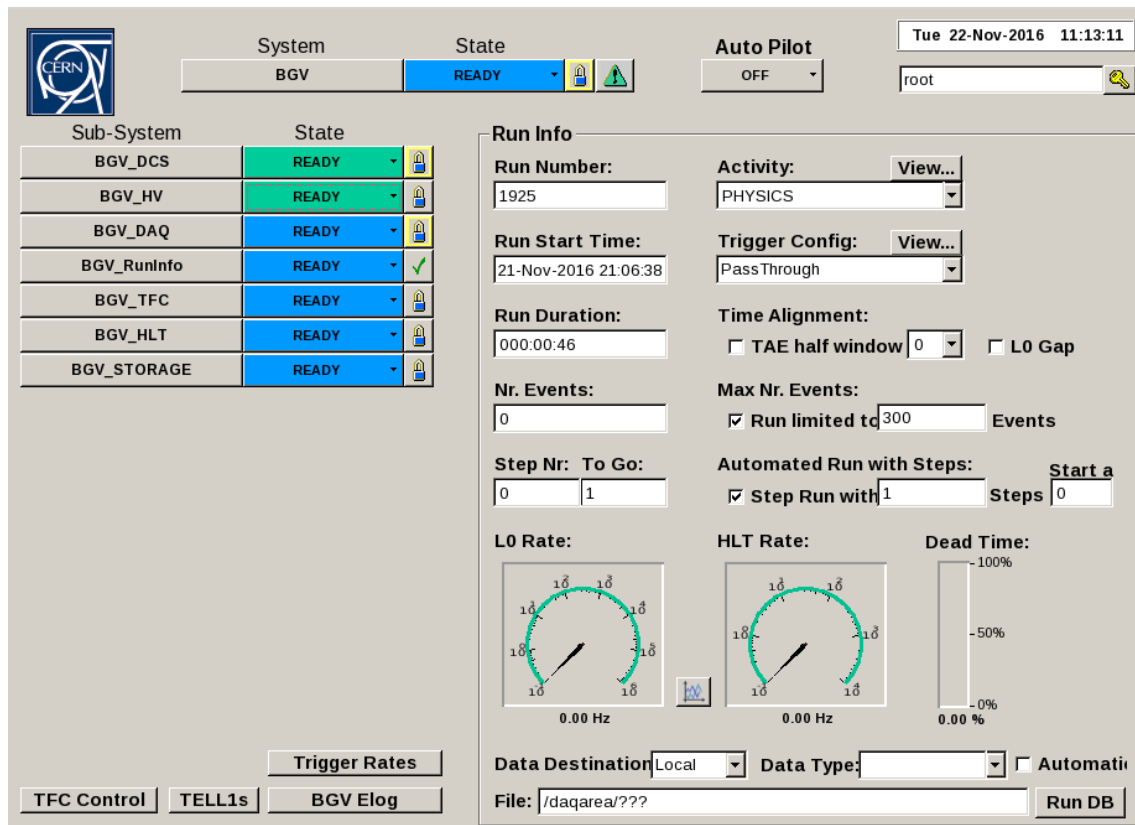 Tue 22-Nov-2016 11:13:11
CERN
System State Auto Pilot
BGV READY OFF
root
Sub-System State
BGV_DCS READY
BGV_HV READY
BGV_DAQ READY
BGV_RunInfo READY
BGV_TFC READY
BGV_HLT READY
BGV_STORAGE READY
Run Info
Run Number: Activity: View...
1925 PHYSICS
Run Start Time: Trigger Config: View...
21-Nov-2016 21:06:38 PassThrough
Run Duration: Time Alignment:
000:00:46 TAE half window 0 L0 Gap
Nr. Events: Max Nr. Events:
0 Run limited to 300 Events
Step Nr: To Go: Automated Run with Steps: Start a
0 1 Step Run with 1 Steps 0
L0 Rate: HLT Rate: Dead Time:
100%
50%
0%
0.00 Hz 0.00 Hz 0.00 %
Trigger Rates
Data Destination Local Data Type: Automatic
TFC Control TELL1s BGV Elog
File: /daqarea/??? Run DB